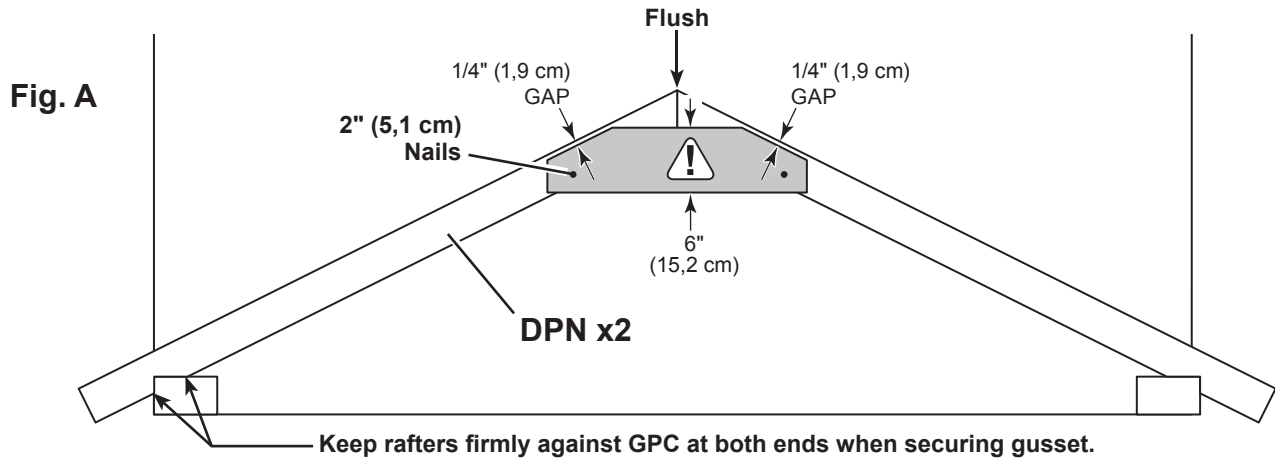 Flush
1/4" (1,9 cm)
GAP
1/4" (1,9 cm)
GAP
Fig. A
2" (5,1 cm)
Nails
!
6"
(15,2 cm)
DPN x2
Keep rafters firmly against GPC at both ends when securing gusset.